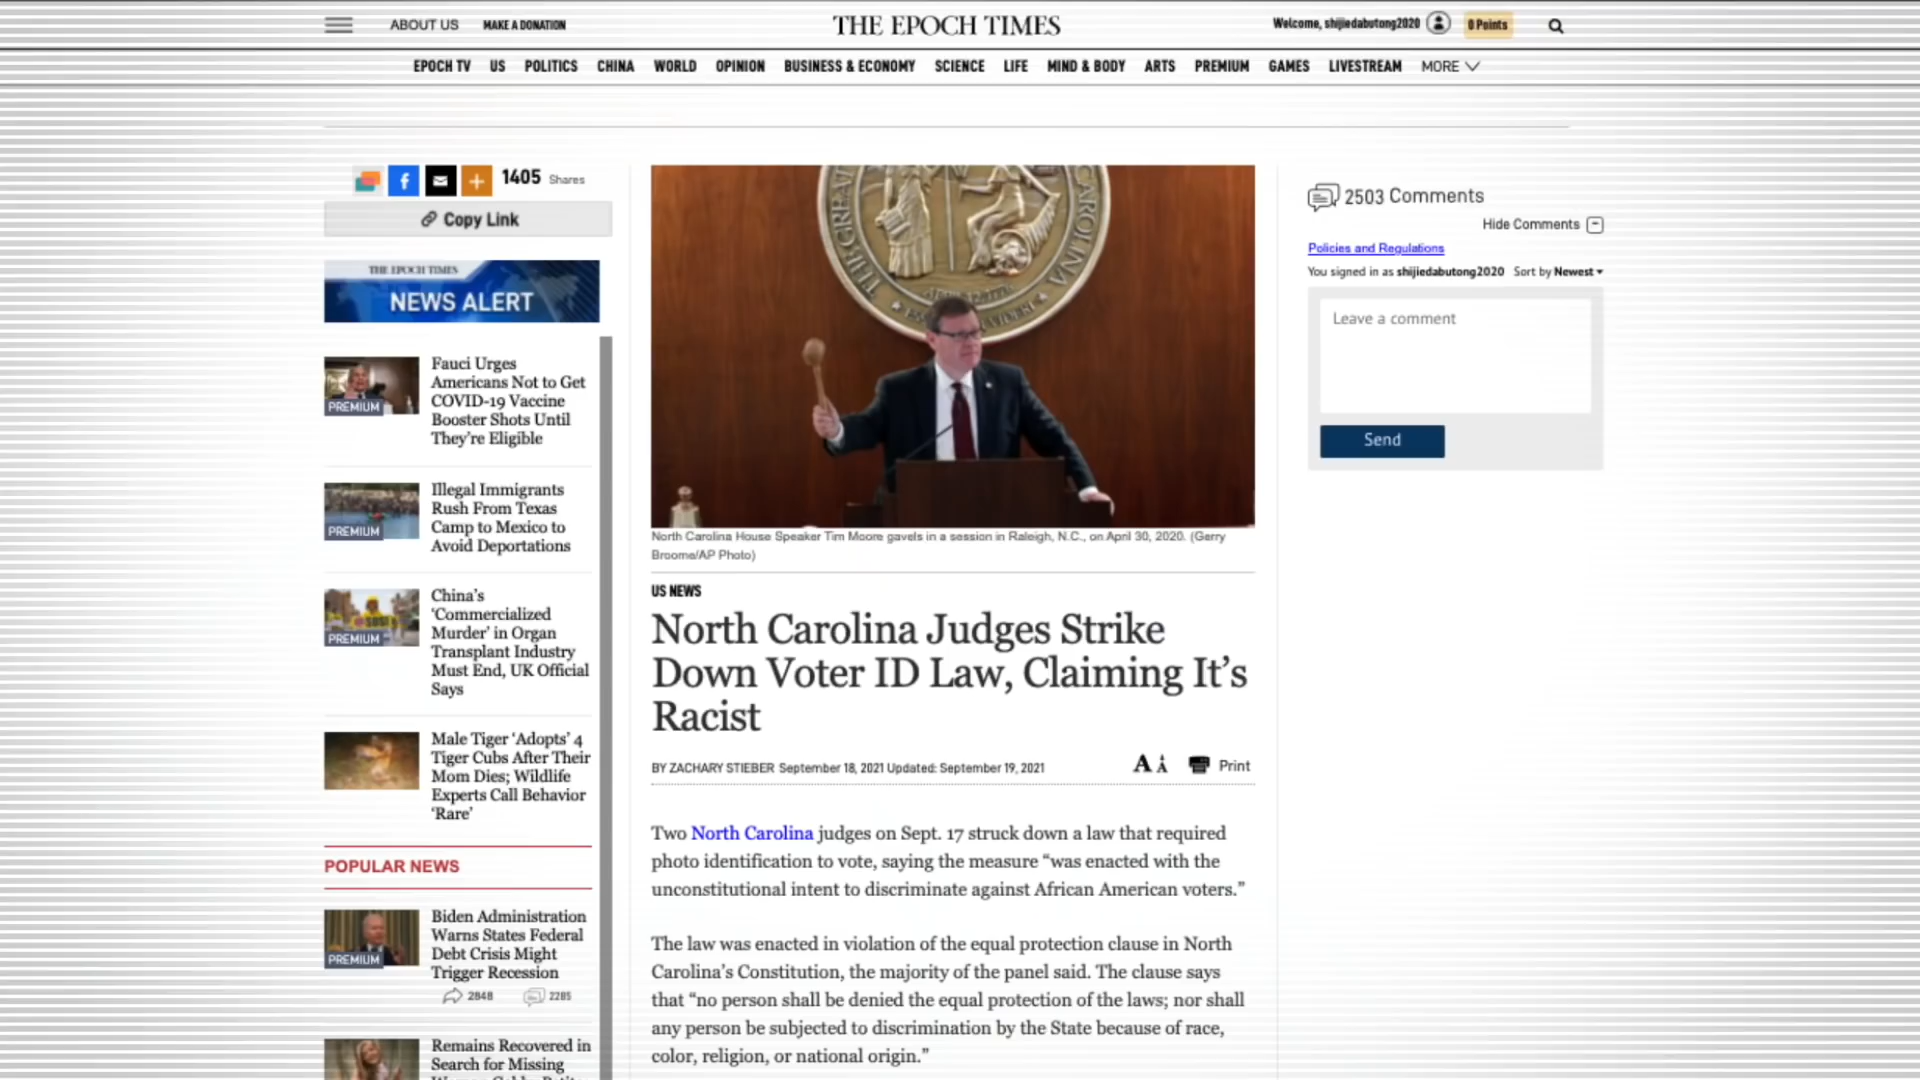 ABOUT US
MAKE A DONATION
THE EPOCH TIMES
Welcome, shijiedabutong2020
0 Points
EPOCH TV US POLITICS CHINA WORLD OPINION BUSINESS & ECONOMY SCIENCE LIFE MIND & BODY ARTS PREMIUM GAMES LIVESTREAM MORE
1405 Shares
Copy Link
THE EPOCH TIMES
NEWS ALERT
Fauci Urges
Americans Not to Get
COVID-19 Vaccine
Booster Shots Until
They're Eligible
PREMIUM
Illegal Immigrants
Rush From Texas
Camp to Mexico to
Avoid Deportations
PREMIUM
China's
'Commercialized
Murder' in Organ
Transplant Industry
Must End, UK Official
Says
PREMIUM
Male Tiger 'Adopts' 4
Tiger Cubs After Their
Mom Dies; Wildlife
Experts Call Behavior
'Rare'
POPULAR NEWS
Biden Administration
Warns States Federal
Debt Crisis Might
Trigger Recession
PREMIUM
2848 2285
Remains Recovered in
Search for Missing
THE GREAT
CAROLINA
North Carolina House Speaker Tim Moore gavels in a session in Raleigh, N.C., on April 30, 2020. (Gerry
Broome/AP Photo)
US NEWS
North Carolina Judges Strike
Down Voter ID Law, Claiming It's
Racist
BY ZACHARY STIEBER September 18, 2021 Updated: September 19, 2021
A A Print
Two North Carolina judges on Sept. 17 struck down a law that required
photo identification to vote, saying the measure “was enacted with the
unconstitutional intent to discriminate against African American voters.”
The law was enacted in violation of the equal protection clause in North
Carolina's Constitution, the majority of the panel said. The clause says
that “no person shall be denied the equal protection of the laws; nor shall
any person be subjected to discrimination by the State because of race,
color, religion, or national origin.”
2503 Comments
Hide Comments
Policies and Regulations
You signed in as shijiedabutong2020 Sort by Newest
Leave a comment
Send